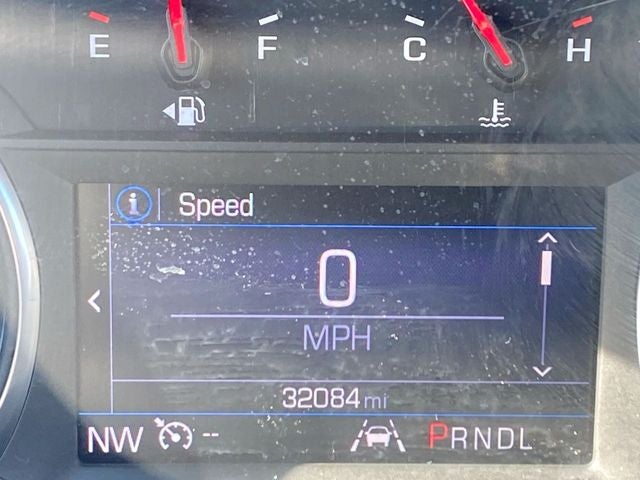 E F C H
Speed
0
MPH
32084 mi
NW -- PRNDL